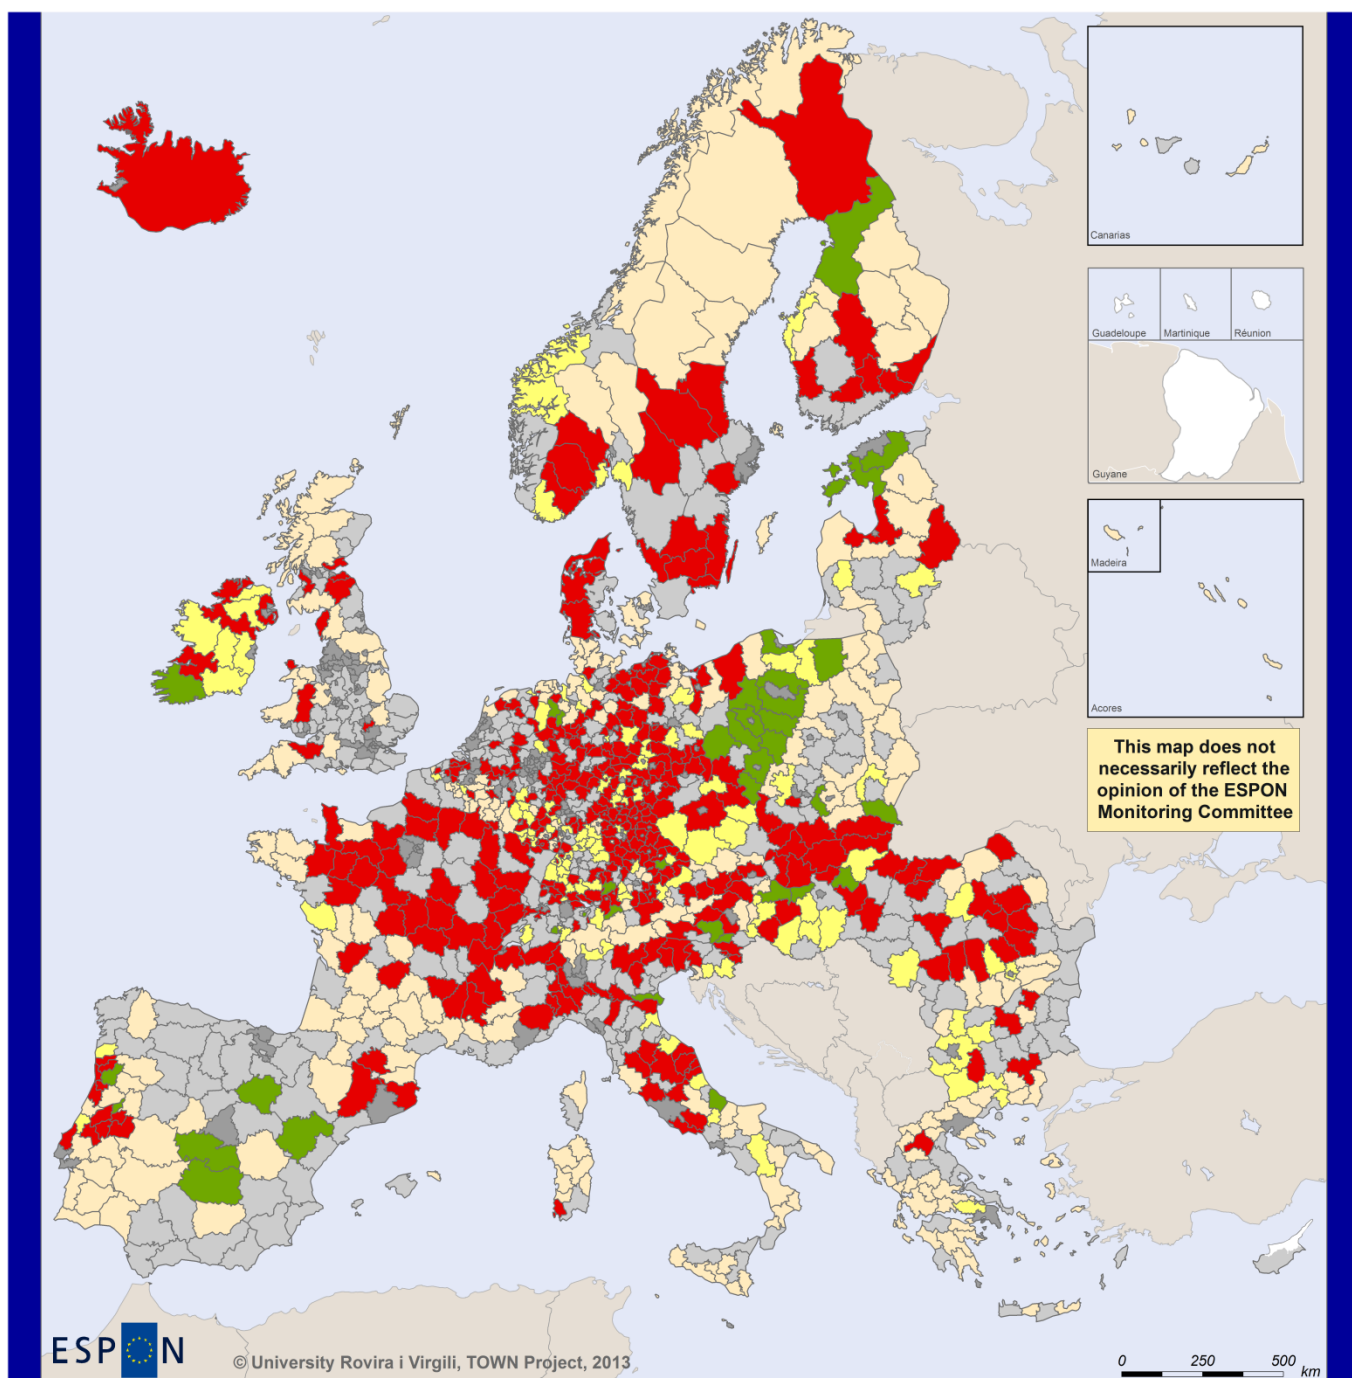 Canarias
Guadeloupe
Martinique
Réunion
Guyane
Madeira
Acores
This map does not
necessarily reflect the
opinion of the ESPON
Monitoring Committee
ESPON
© University Rovira i Virgili, TOWN Project, 2013
0 250 500
km